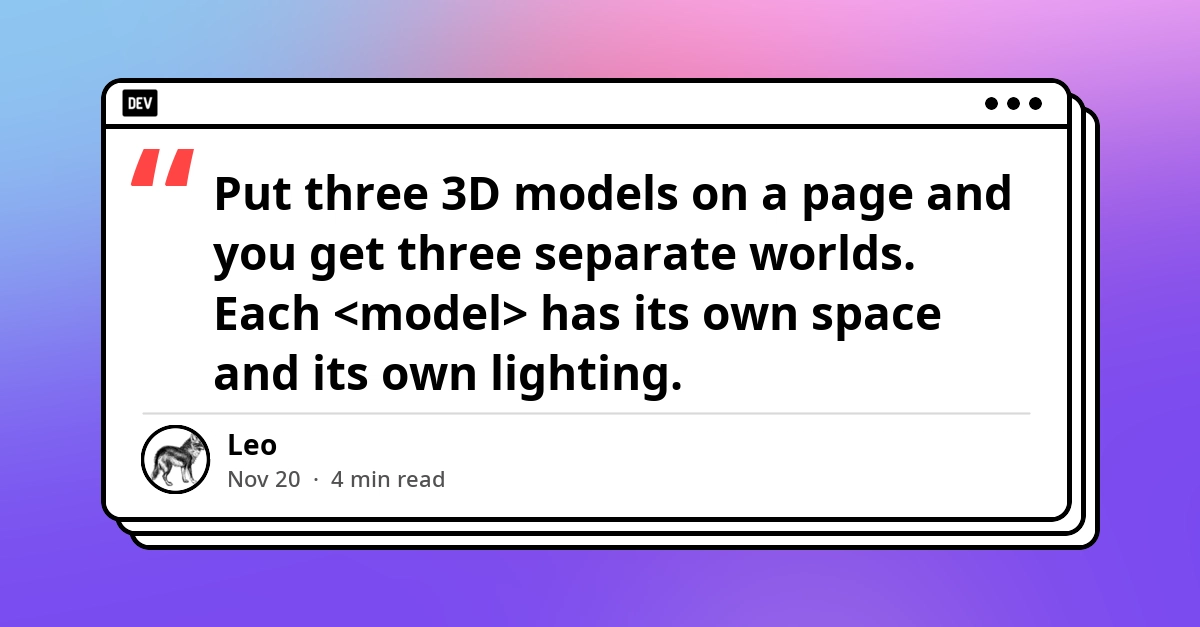 DEV
“
Put three 3D models on a page and
you get three separate worlds.
Each <model> has its own space
and its own lighting.
Leo
Nov 20 · 4 min read